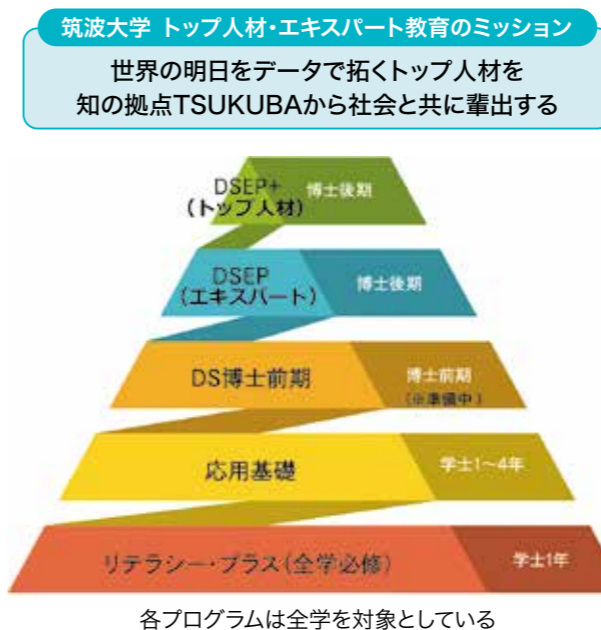 筑波大学 トップ人材・エキスパート教育のミッション
世界の明日をデータで拓くトップ人材を
知の拠点TSUKUBAから社会と共に輩出する
DSEP+
(トップ人材)
博士後期
DSEP
(エキスパート)
博士後期
DS博士前期
博士前期
(※準備中)
応用基礎
学士1～4年
リテラシー・プラス(全学必修)
学士1年
各プログラムは全学を対象としている